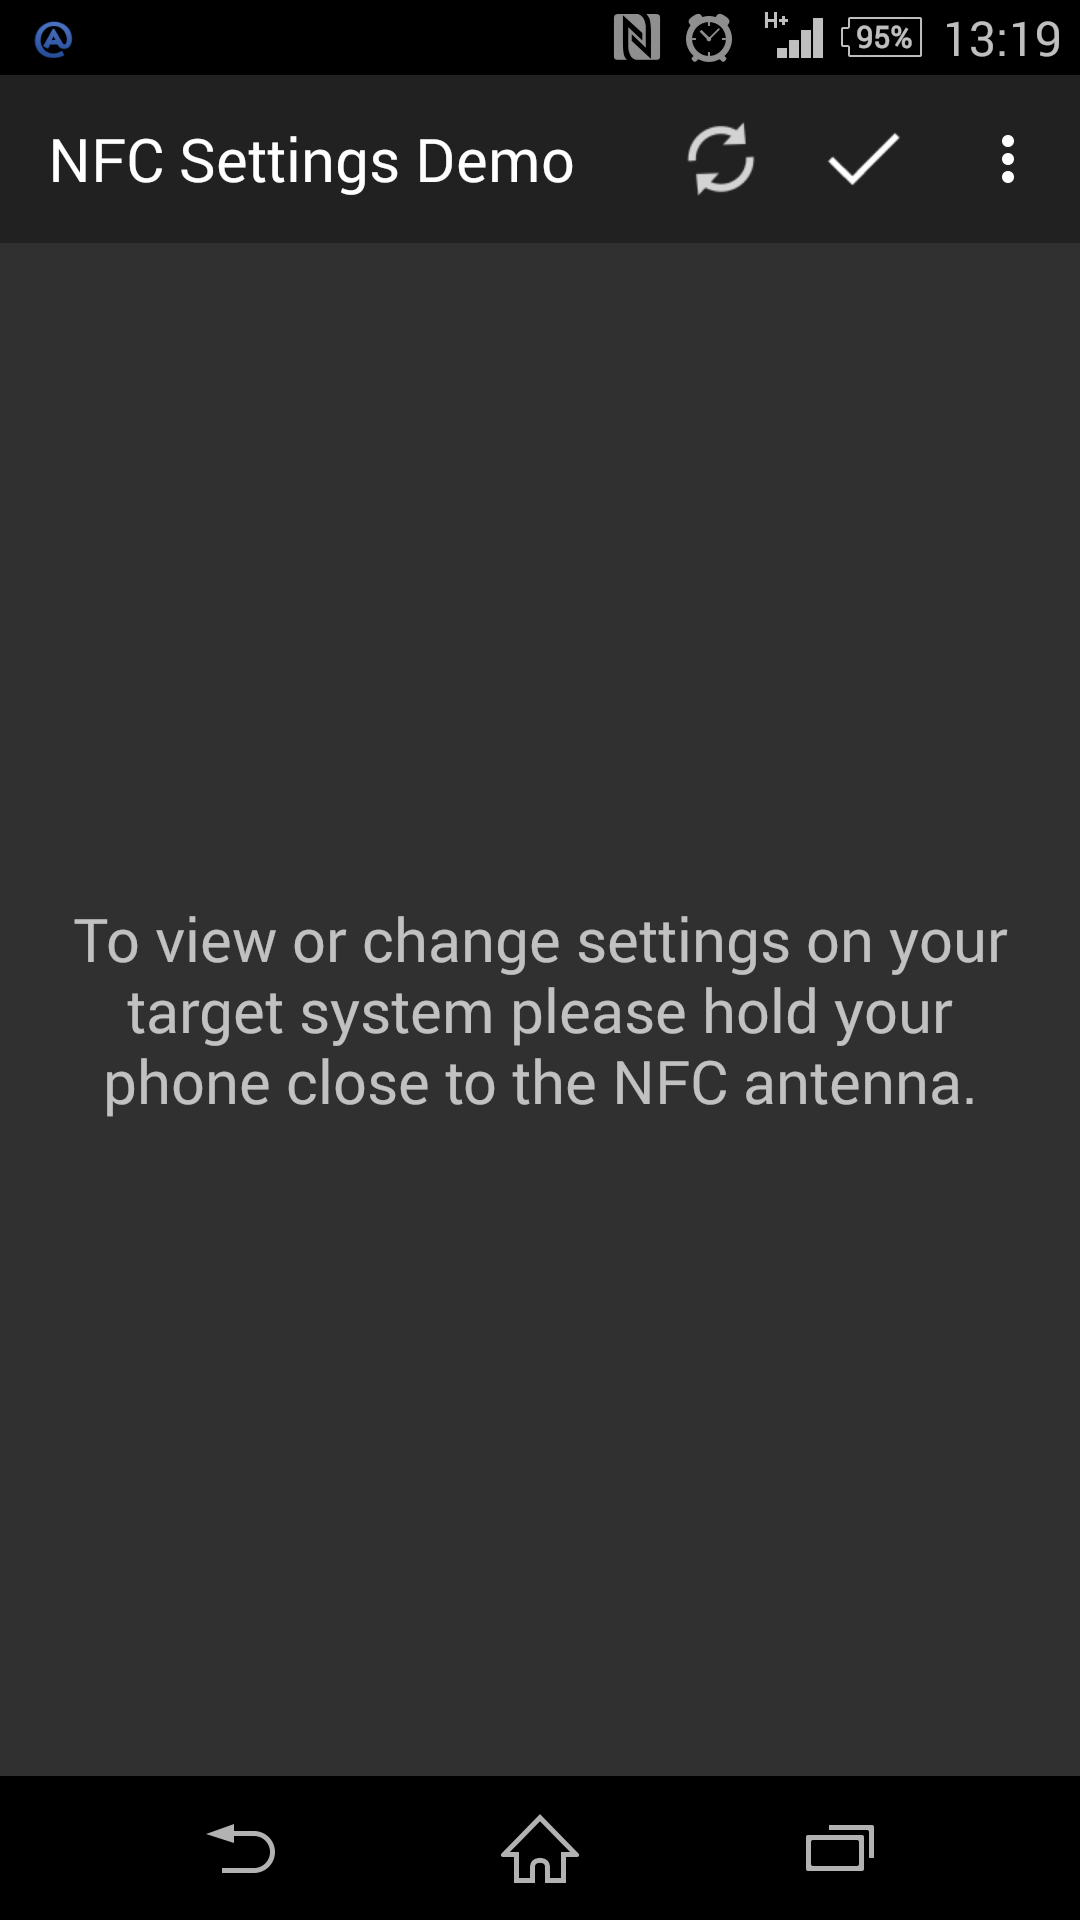 H+ 95% 13:19
NFC Settings Demo
To view or change settings on your
target system please hold your
phone close to the NFC antenna.